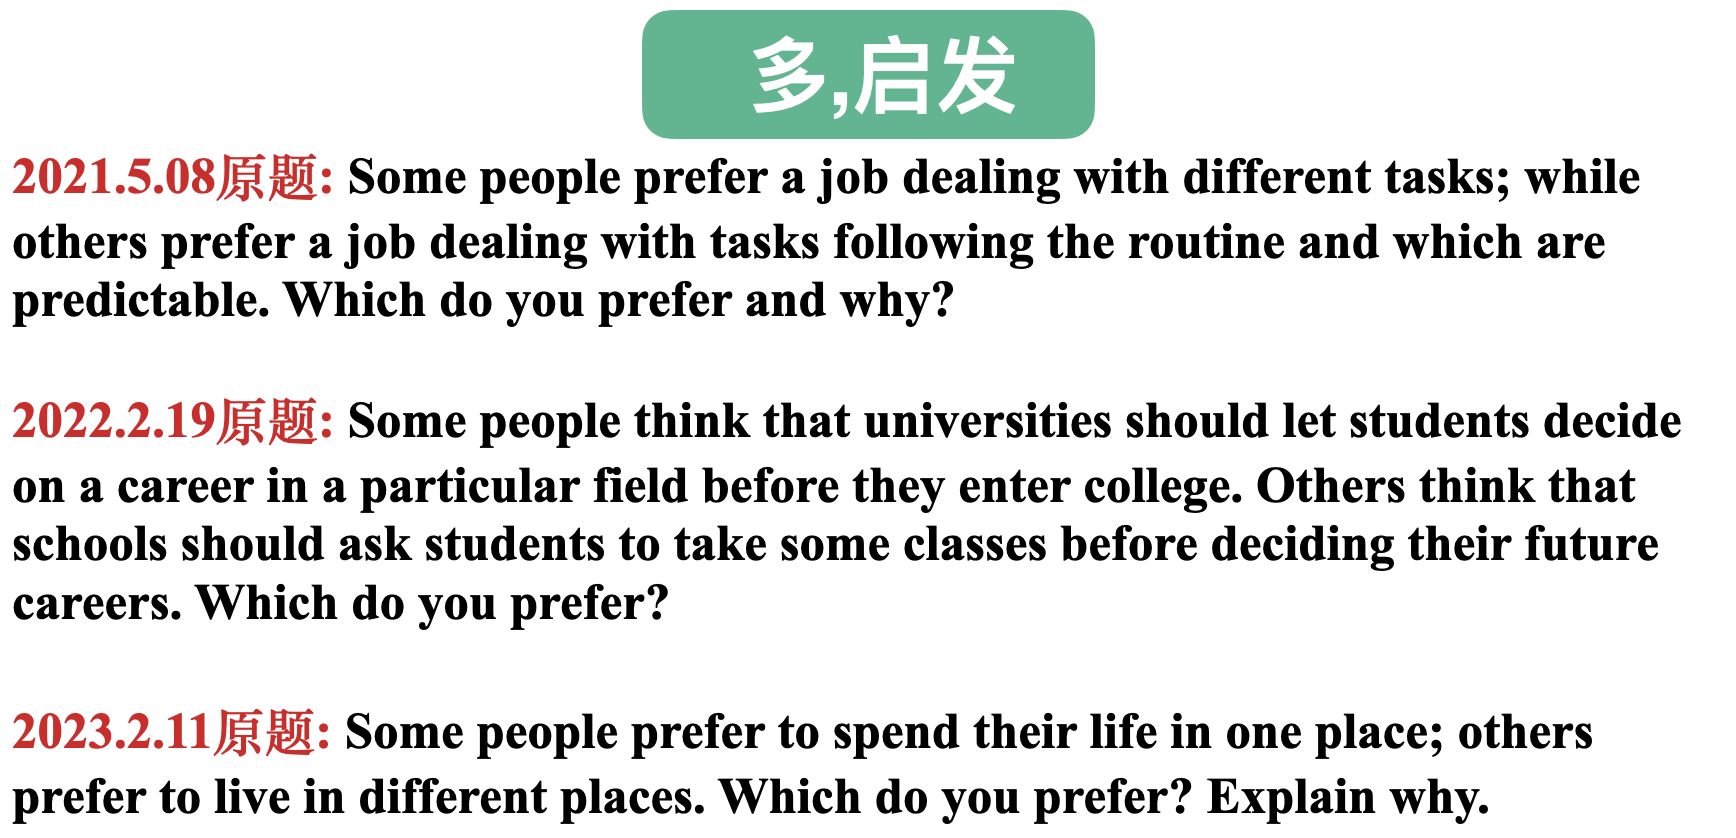 多,启发
2021.5.08原题: Some people prefer a job dealing with different tasks; while
others prefer a job dealing with tasks following the routine and which are
predictable. Which do you prefer and why?
2022.2.19原题: Some people think that universities should let students decide
on a career in a particular field before they enter college. Others think that
schools should ask students to take some classes before deciding their future
careers. Which do you prefer?
2023.2.11原题: Some people prefer to spend their life in one place; others
prefer to live in different places. Which do you prefer? Explain why.